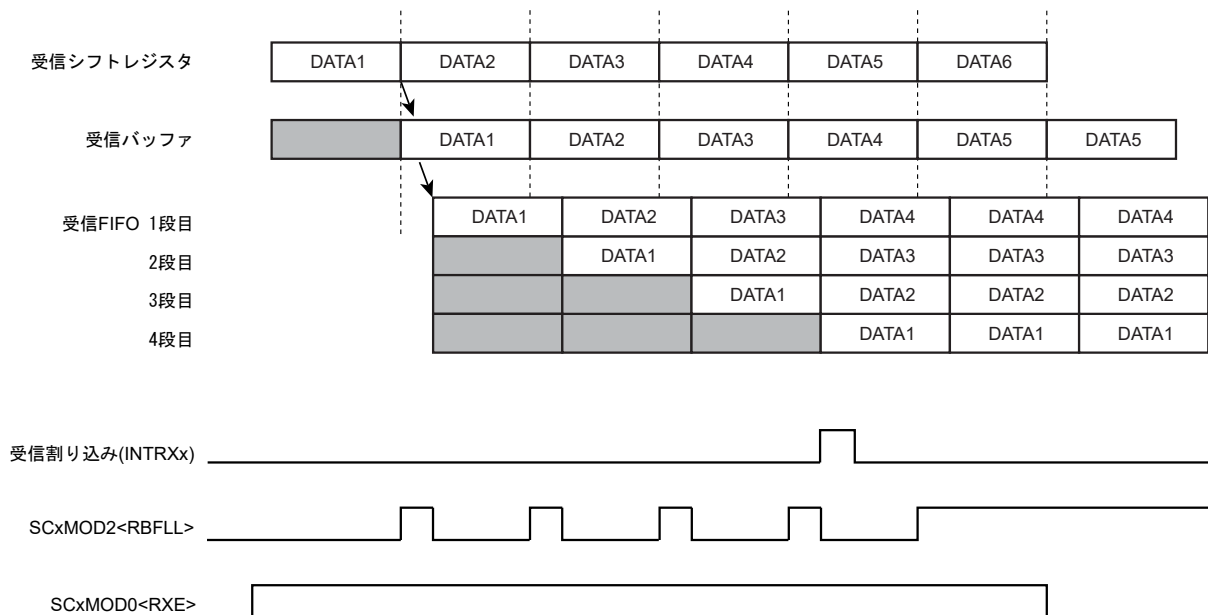 受信シフトレジスタ DATA1 DATA2 DATA3 DATA4 DATA5 DATA6
受信バッファ DATA1 DATA2 DATA3 DATA4 DATA5 DATA5
受信FIFO 1段目 DATA1 DATA2 DATA3 DATA4 DATA4 DATA4
2段目 DATA1 DATA2 DATA3 DATA3 DATA3
3段目 DATA1 DATA2 DATA2 DATA2
4段目 DATA1 DATA1 DATA1
受信割り込み(INTRXx)
SCxMOD2<RBFLL>
SCxMOD0<RXE>